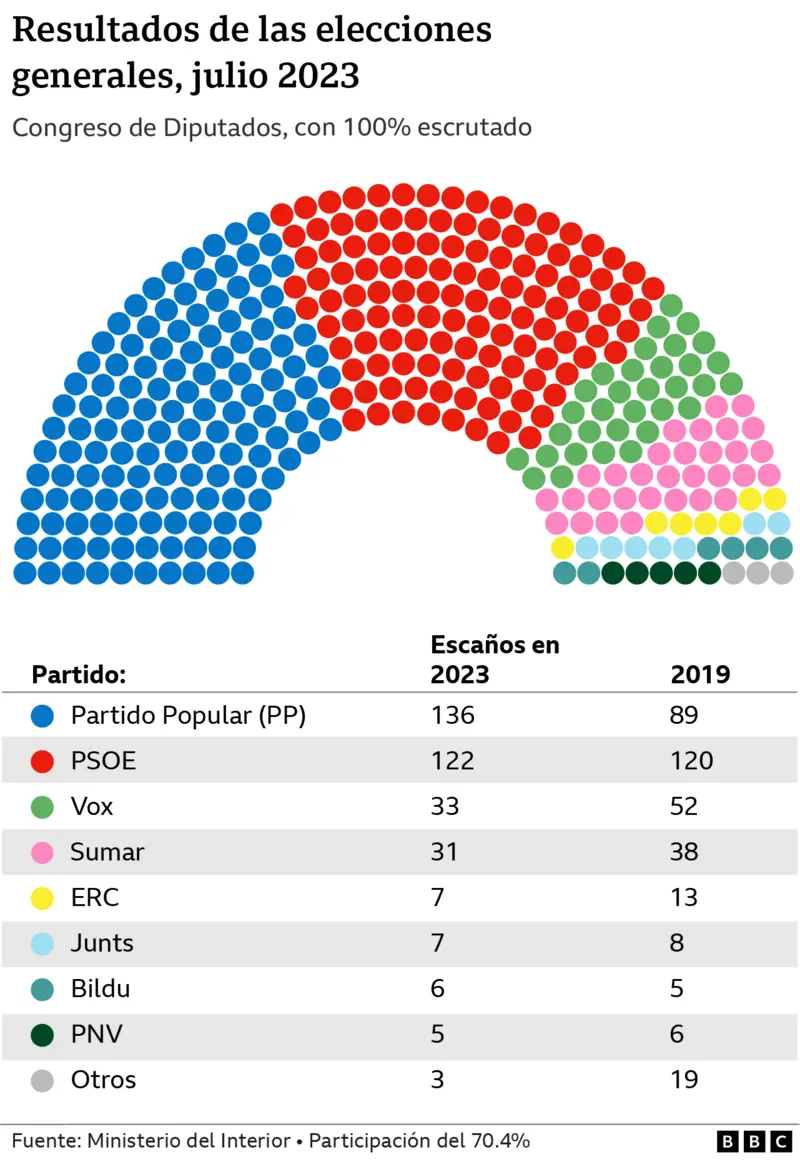 Resultados de las elecciones
generales, julio 2023
Congreso de Diputados, con 100% escrutado
Escaños en
Partido: 2023 2019
Partido Popular (PP) 136 89
PSOE 122 120
Vox 33 52
Sumar 31 38
ERC 7 13
Junts 7 8
Bildu 6 5
PNV 5 6
Otros 3 19
Fuente: Ministerio del Interior • Participación del 70.4% BBC